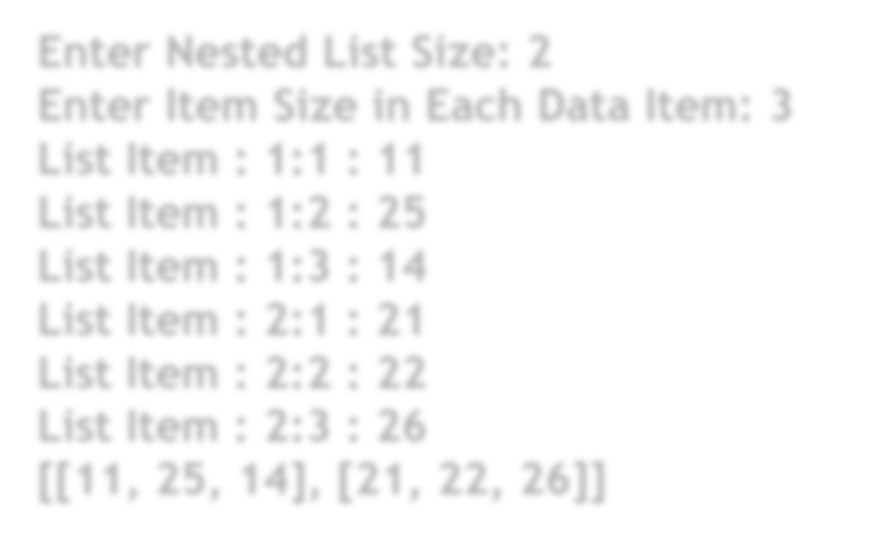 Enter Nested List Size: 2
Enter Item Size in Each Data Item: 3
List Item : 1:1 : 11
List Item : 1:2 : 25
List Item : 1:3 : 14
List Item : 2:1 : 21
List Item : 2:2 : 22
List Item : 2:3 : 26
[[11, 25, 14], [21, 22, 26]]